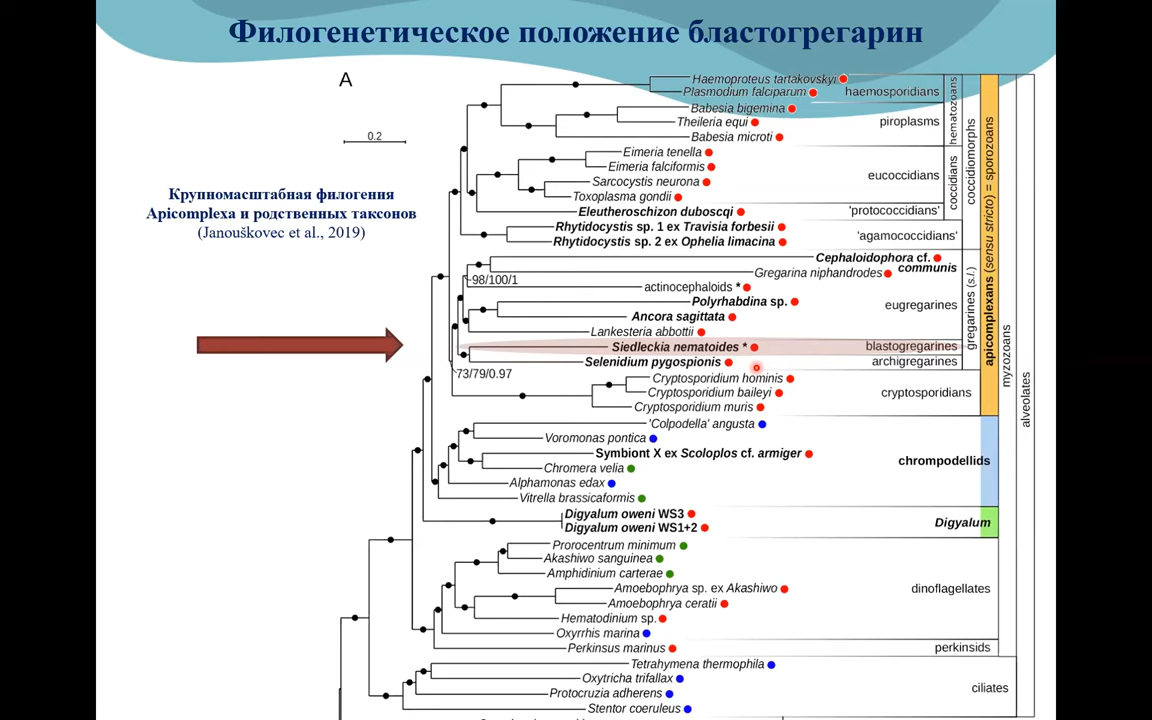 Филогенетическое положение бластогрегарин
A
0.2
Крупномасштабная филогения
Apicomplexa и родственных таксонов
(Janouškovec et al., 2019)
Haemoproteus tartakovskyi
Plasmodium falciparum
haemosporidians
Babesia bigemina
Theileria equi
piroplasms
Babesia microti
hematozoans
Eimeria tenella
Eimeria falciformis
eucoccidians
Sarcocystis neurona
Toxoplasma gondii
Eleutheroschizon duboscqi
'protococcidians'
coccidians
coccidiomorphs
Rhytidocystis sp. 1 ex Travisia forbesii
'agamococcidians'
Rhytidocystis sp. 2 ex Ophelia limacina
Cephaloidophora cf.
communis
Gregarina niphandrodes
98/100/1
actinocephaloids *
Polyrhabdina sp.
eugregarines
Ancora sagittata
Lankesteria abbottii
Siedleckia nematoides *
blastogregarines
Selenidium pygospionis
archigregarines
gregarines (s.l.)
73/79/0.97
Cryptosporidium hominis
Cryptosporidium baileyi
cryptosporidians
Cryptosporidium muris
apicomplexans (sensu stricto) = sporozoans
'Colpodella' angusta
Voromonas pontica
Symbiont X ex Scoloplos cf. armiger
chrompodellids
Chromera velia
Alphamonas edax
Vitrella brassicaformis
Digyalum oweni WS3
Digyalum oweni WS1+2
Digyalum
Prorocentrum minimum
Akashiwo sanguinea
Amphidinium carterae
Amoebophrya sp. ex Akashiwo
dinoflagellates
Amoebophrya ceratii
Hematodinium sp.
Oxyrrhis marina
Perkinsus marinus
perkinsids
myzozoans
Tetrahymena thermophila
Oxytricha trifallax
ciliates
Protocruzia adherens
Stentor coeruleus
alveolates